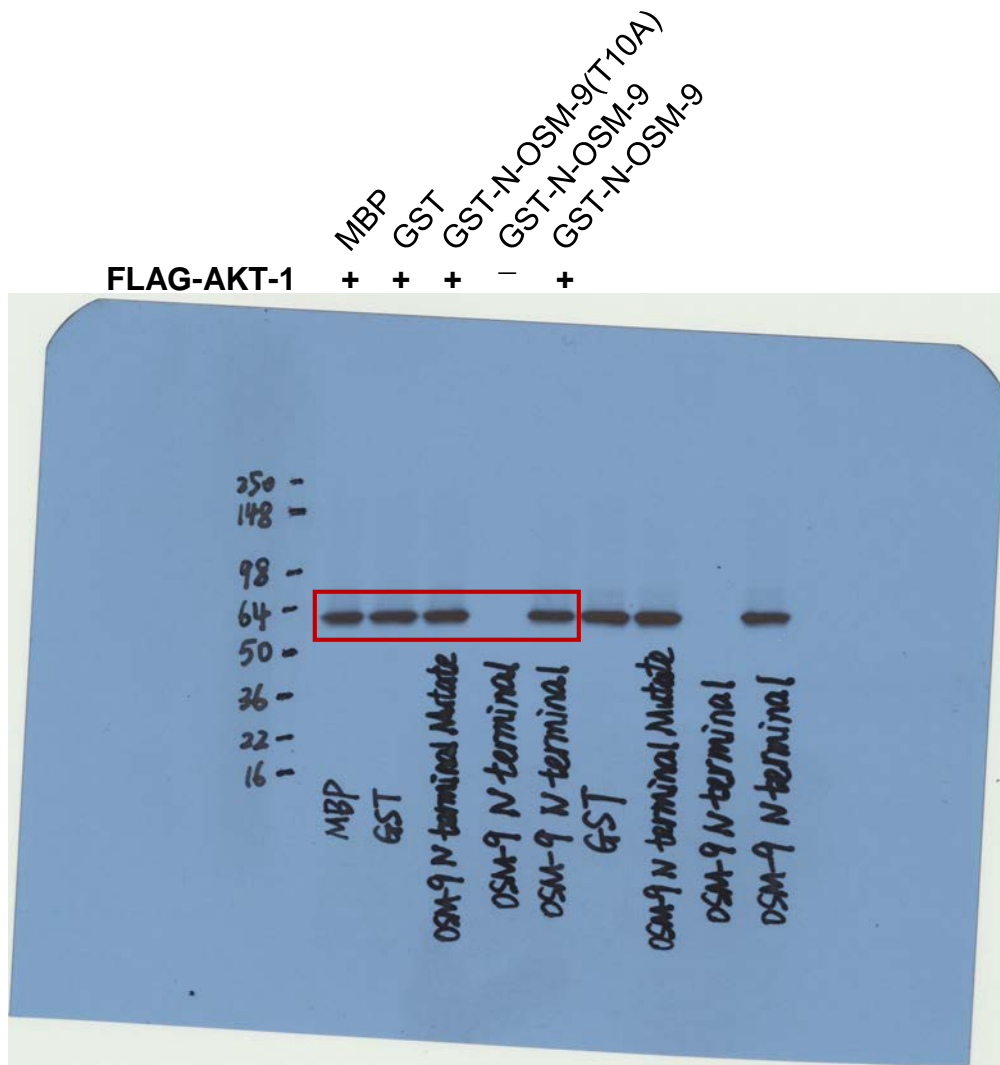 MBP
GST
GST-N-OSM-9(T10A)
GST-N-OSM-9
GST-N-OSM-9
FLAG-AKT-1 + + + – +
250 -
148 -
98 -
64 -
50 -
36 -
22 -
16 -
MBP
GST
OSM-9 N terminal Mutate
OSM-9 N terminal
OSM-9 N terminal
GST
OSM-9 N terminal Mutate
OSM-9 N terminal
OSM-9 N terminal